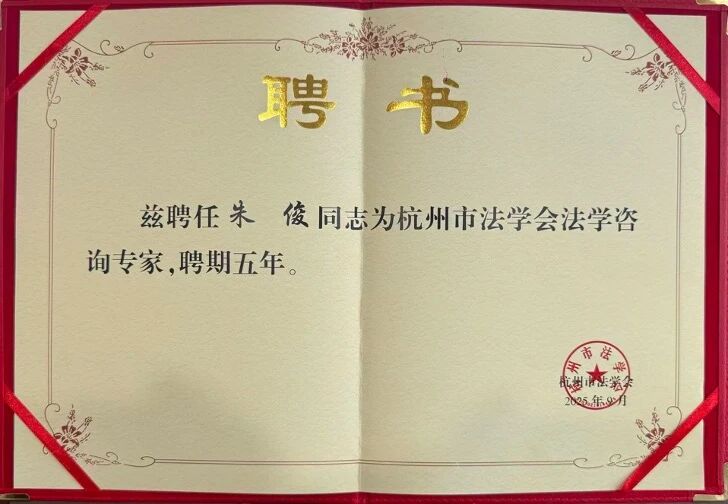 聘书
兹聘任朱俊同志为杭州市法学会法学咨
询专家,聘期五年。
杭州市法学会
杭州市法学会
2025年9月